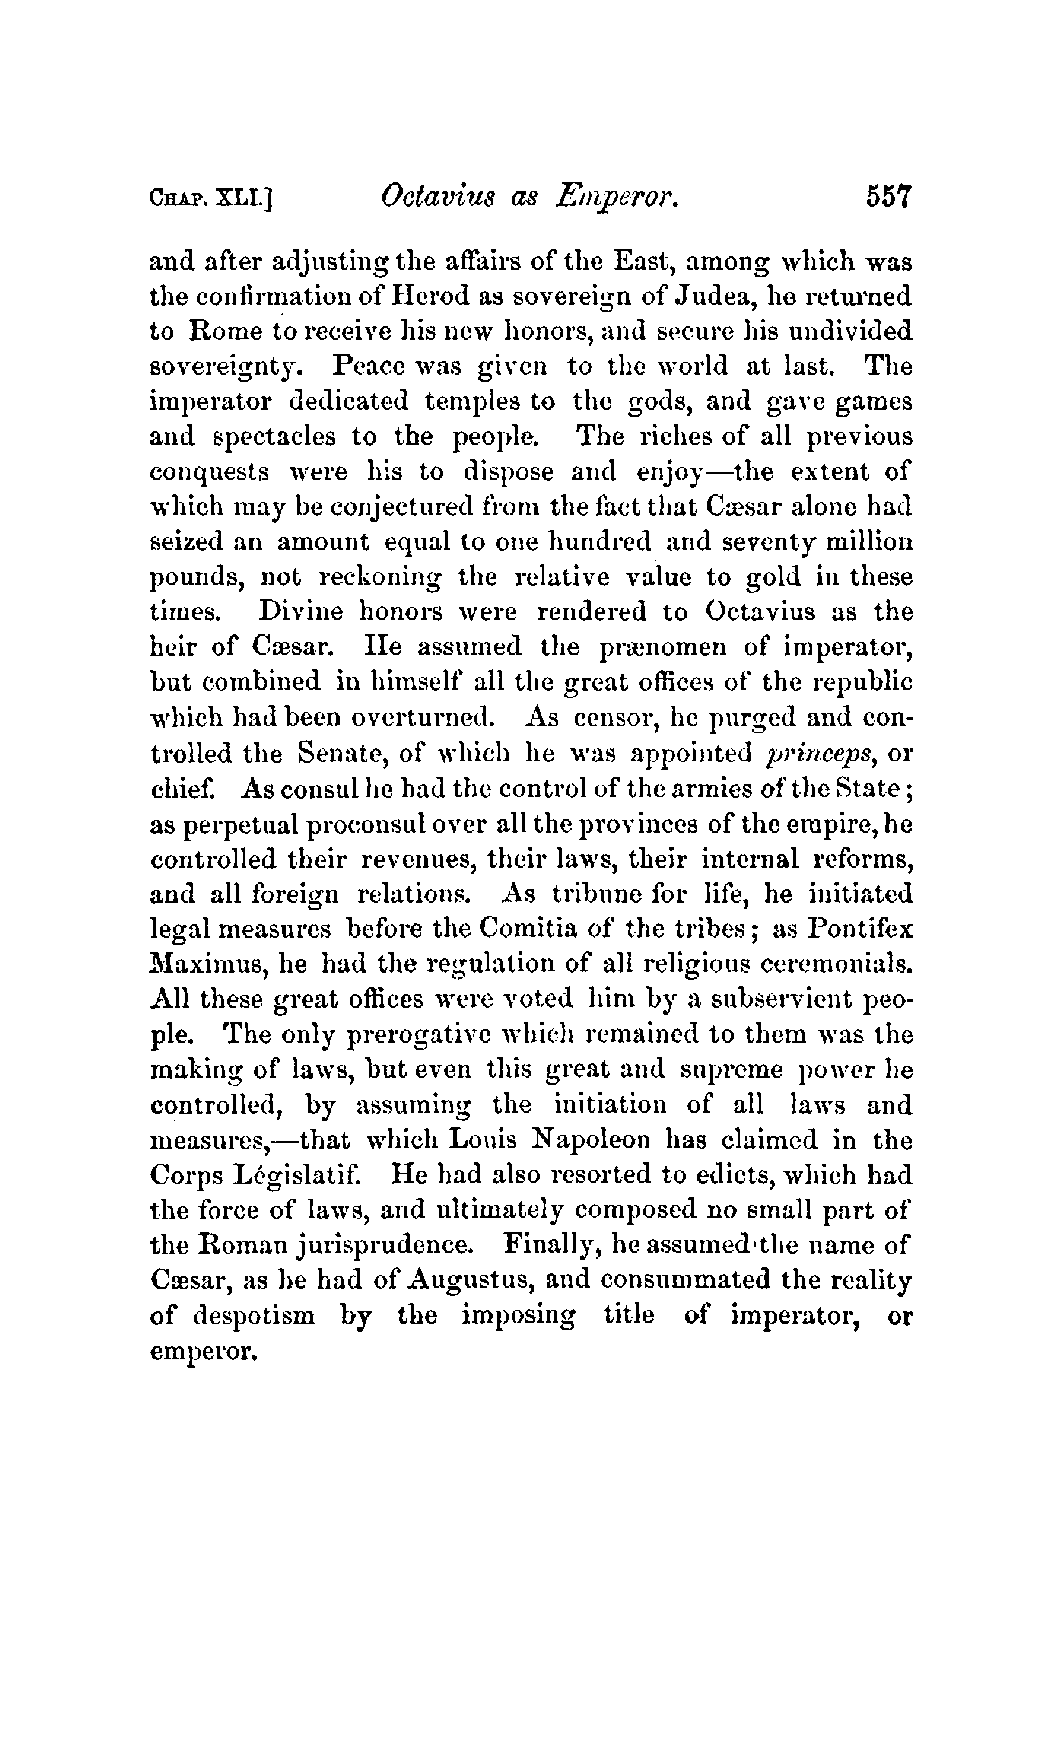 CHAP. XLI.] Octavius as Emperor. 557
and after adjusting the affairs of the East, among which was
the confirmation of Herod as sovereign of Judea, he returned
to Rome to receive his new honors, and secure his undivided
sovereignty. Peace was given to the world at last. The
imperator dedicated temples to the gods, and gave games
and spectacles to the people. The riches of all previous
conquests were his to dispose and enjoy—the extent of
which may be conjectured from the fact that Cæsar alone had
seized an amount equal to one hundred and seventy million
pounds, not reckoning the relative value to gold in these
times. Divine honors were rendered to Octavius as the
heir of Cæsar. He assumed the prænomen of imperator,
but combined in himself all the great offices of the republic
which had been overturned. As censor, he purged and con-
trolled the Senate, of which he was appointed princeps, or
chief. As consul he had the control of the armies of the State;
as perpetual proconsul over all the provinces of the empire, he
controlled their revenues, their laws, their internal reforms,
and all foreign relations. As tribune for life, he initiated
legal measures before the Comitia of the tribes; as Pontifex
Maximus, he had the regulation of all religious ceremonials.
All these great offices were voted him by a subservient peo-
ple. The only prerogative which remained to them was the
making of laws, but even this great and supreme power he
controlled, by assuming the initiation of all laws and
measures,—that which Louis Napoleon has claimed in the
Corps Législatif. He had also resorted to edicts, which had
the force of laws, and ultimately composed no small part of
the Roman jurisprudence. Finally, he assumed the name of
Cæsar, as he had of Augustus, and consummated the reality
of despotism by the imposing title of imperator, or
emperor.